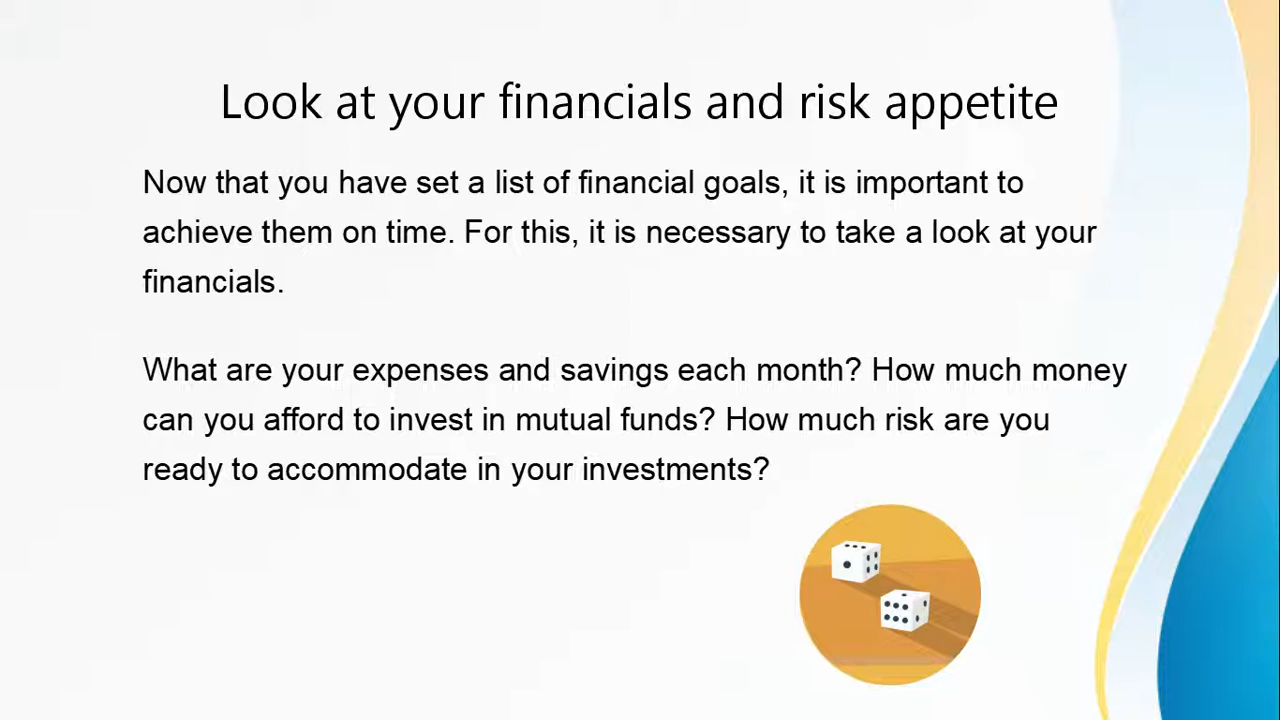 Look at your financials and risk appetite
Now that you have set a list of financial goals, it is important to
achieve them on time. For this, it is necessary to take a look at your
financials.
What are your expenses and savings each month? How much money
can you afford to invest in mutual funds? How much risk are you
ready to accommodate in your investments?